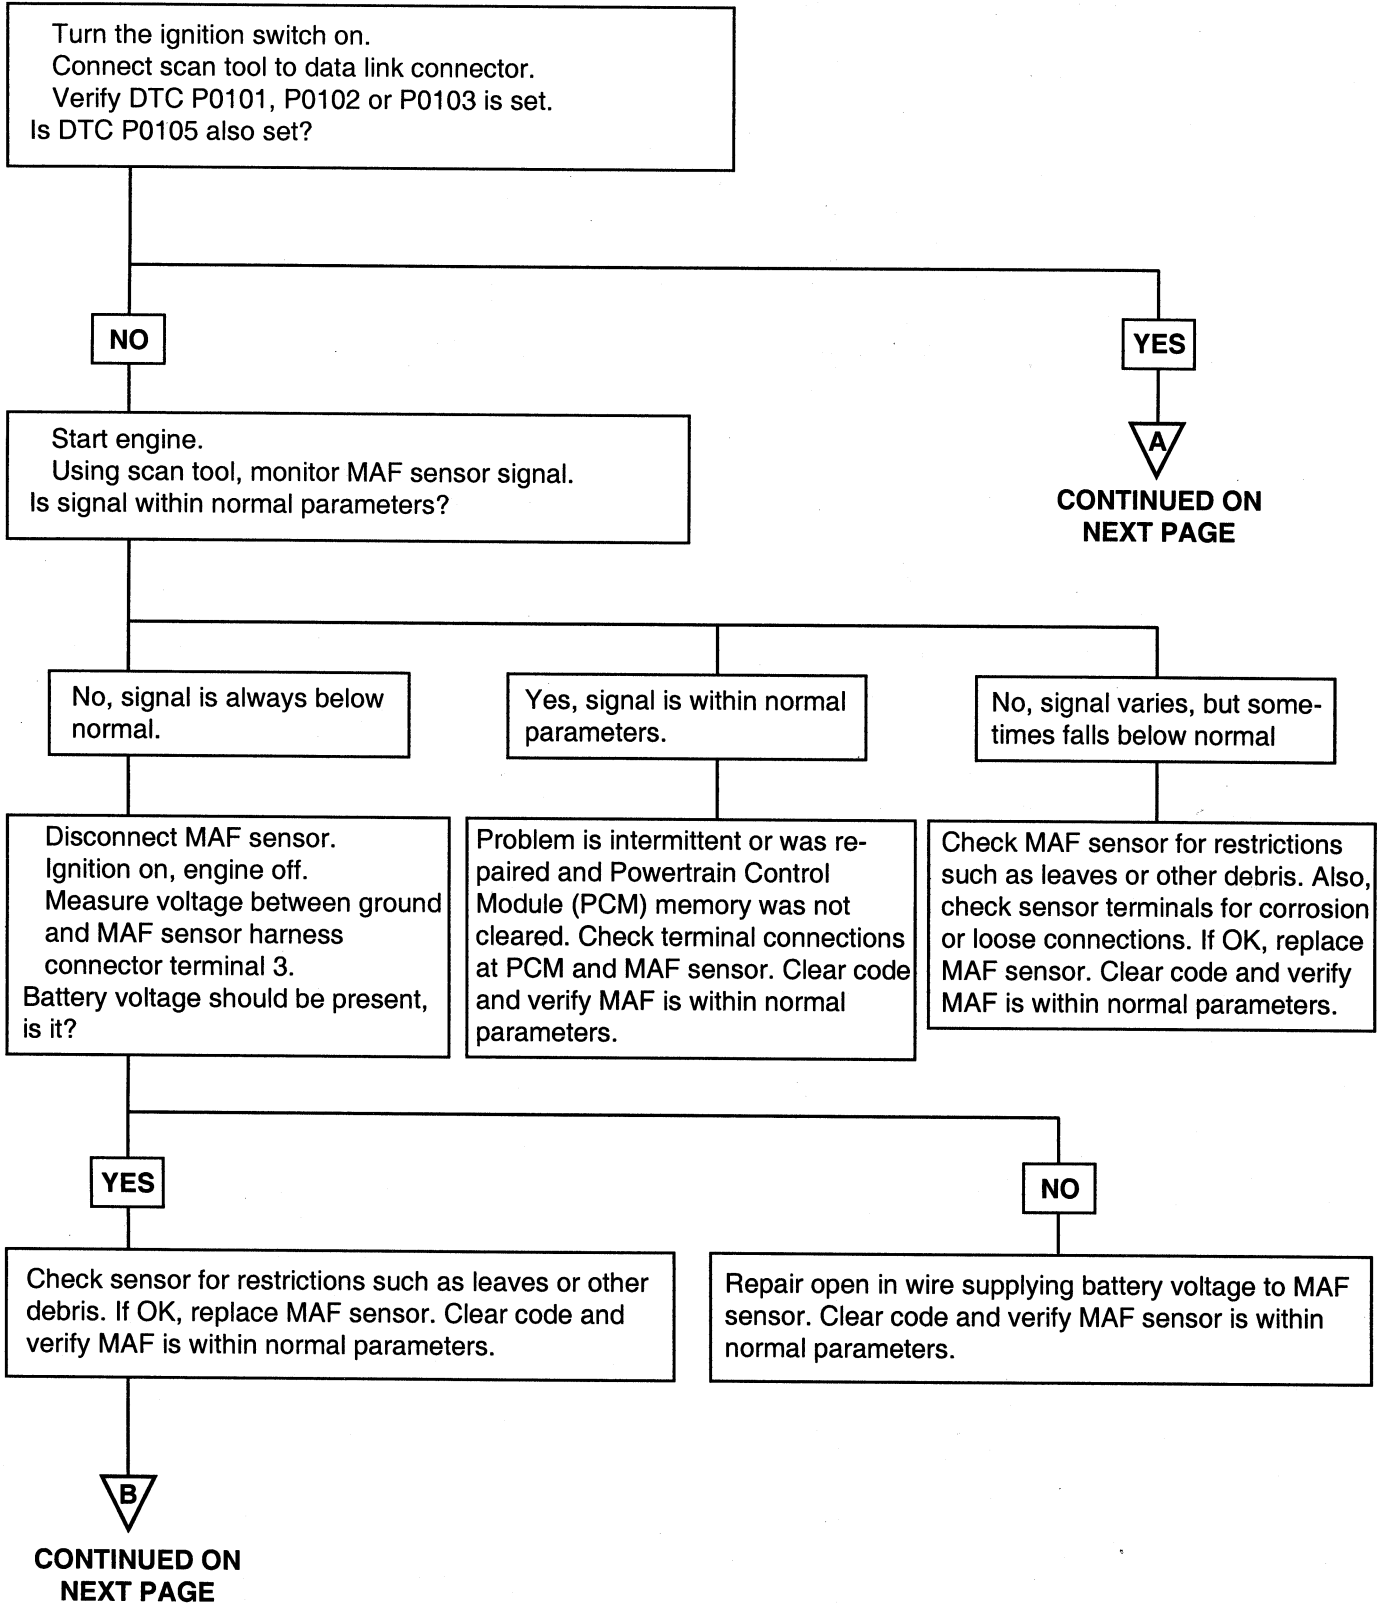 Turn the ignition switch on.
Connect scan tool to data link connector.
Verify DTC P0101, P0102 or P0103 is set.
Is DTC P0105 also set?
NO
YES
A
CONTINUED ON
NEXT PAGE
Start engine.
Using scan tool, monitor MAF sensor signal.
Is signal within normal parameters?
No, signal is always below
normal.
Yes, signal is within normal
parameters.
No, signal varies, but some-
times falls below normal
Disconnect MAF sensor.
Ignition on, engine off.
Measure voltage between ground
and MAF sensor harness
connector terminal 3.
Battery voltage should be present,
is it?
Problem is intermittent or was re-
paired and Powertrain Control
Module (PCM) memory was not
cleared. Check terminal connections
at PCM and MAF sensor. Clear code
and verify MAF is within normal
parameters.
Check MAF sensor for restrictions
such as leaves or other debris. Also,
check sensor terminals for corrosion
or loose connections. If OK, replace
MAF sensor. Clear code and verify
MAF is within normal parameters.
YES
NO
Check sensor for restrictions such as leaves or other
debris. If OK, replace MAF sensor. Clear code and
verify MAF is within normal parameters.
Repair open in wire supplying battery voltage to MAF
sensor. Clear code and verify MAF sensor is within
normal parameters.
B
CONTINUED ON
NEXT PAGE